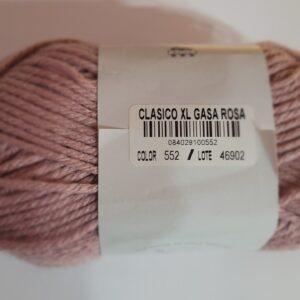 CLASICO XL GASA ROSA
084029100552
COLOR 552 / LOTE 46902